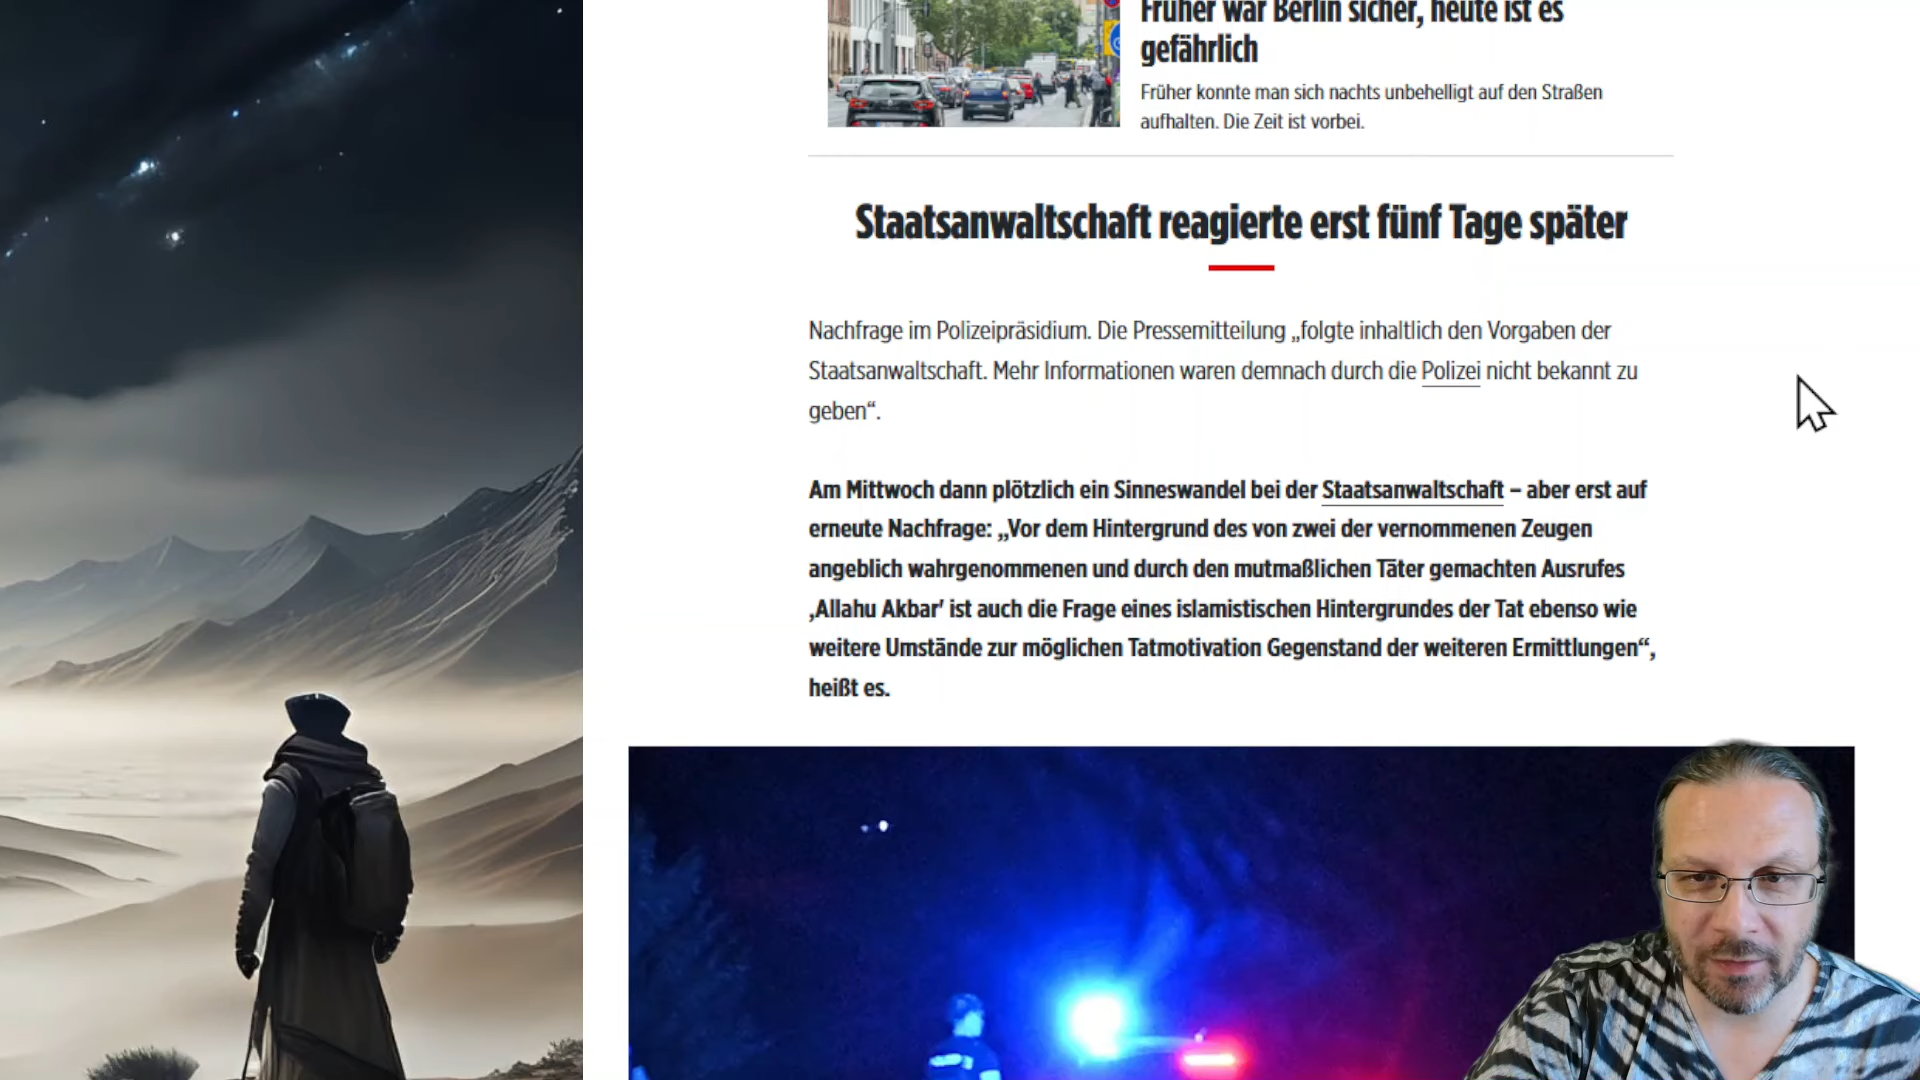 Früher war Berlin sicher, heute ist es
gefährlich
Früher konnte man sich nachts unbehelligt auf den Straßen
aufhalten. Die Zeit ist vorbei.
Staatsanwaltschaft reagierte erst fünf Tage später
Nachfrage im Polizeipräsidium. Die Pressemitteilung „folgte inhaltlich den Vorgaben der
Staatsanwaltschaft. Mehr Informationen waren demnach durch die Polizei nicht bekannt zu
geben“.
Am Mittwoch dann plötzlich ein Sinneswandel bei der Staatsanwaltschaft – aber erst auf
erneute Nachfrage: „Vor dem Hintergrund des von zwei der vernommenen Zeugen
angeblich wahrgenommenen und durch den mutmaßlichen Täter gemachten Ausrufes
‚Allahu Akbar' ist auch die Frage eines islamistischen Hintergrundes der Tat ebenso wie
weitere Umstände zur möglichen Tatmotivation Gegenstand der weiteren Ermittlungen“,
heißt es.